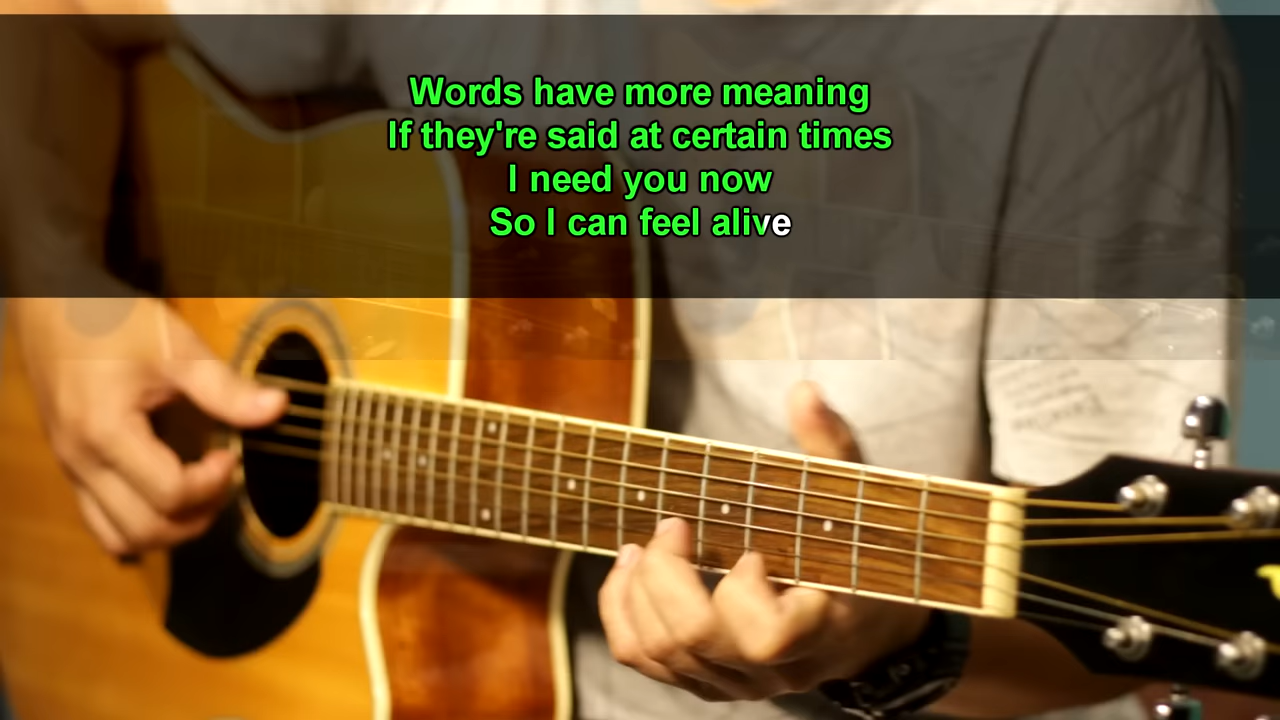 Words have more meaning
If they're said at certain times
I need you now
So I can feel alive